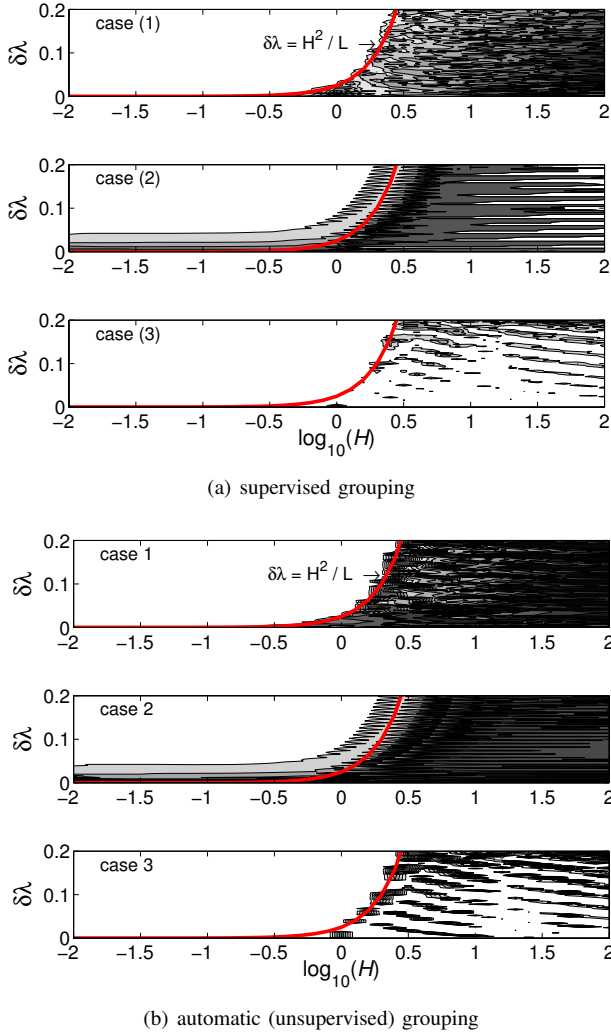 case (1)
δλ = H² / L →
δλ
0.2
0.1
0
−2 −1.5 −1 −0.5 0 0.5 1 1.5 2
case (2)
δλ
0.2
0.1
0
−2 −1.5 −1 −0.5 0 0.5 1 1.5 2
case (3)
δλ
0.2
0.1
0
−2 −1.5 −1 −0.5 0 0.5 1 1.5 2
log₁₀(H)
(a) supervised grouping
case 1
δλ = H² / L →
δλ
0.2
0.1
0
−2 −1.5 −1 −0.5 0 0.5 1 1.5 2
case 2
δλ
0.2
0.1
0
−2 −1.5 −1 −0.5 0 0.5 1 1.5 2
case 3
δλ
0.2
0.1
0
−2 −1.5 −1 −0.5 0 0.5 1 1.5 2
log₁₀(H)
(b) automatic (unsupervised) grouping